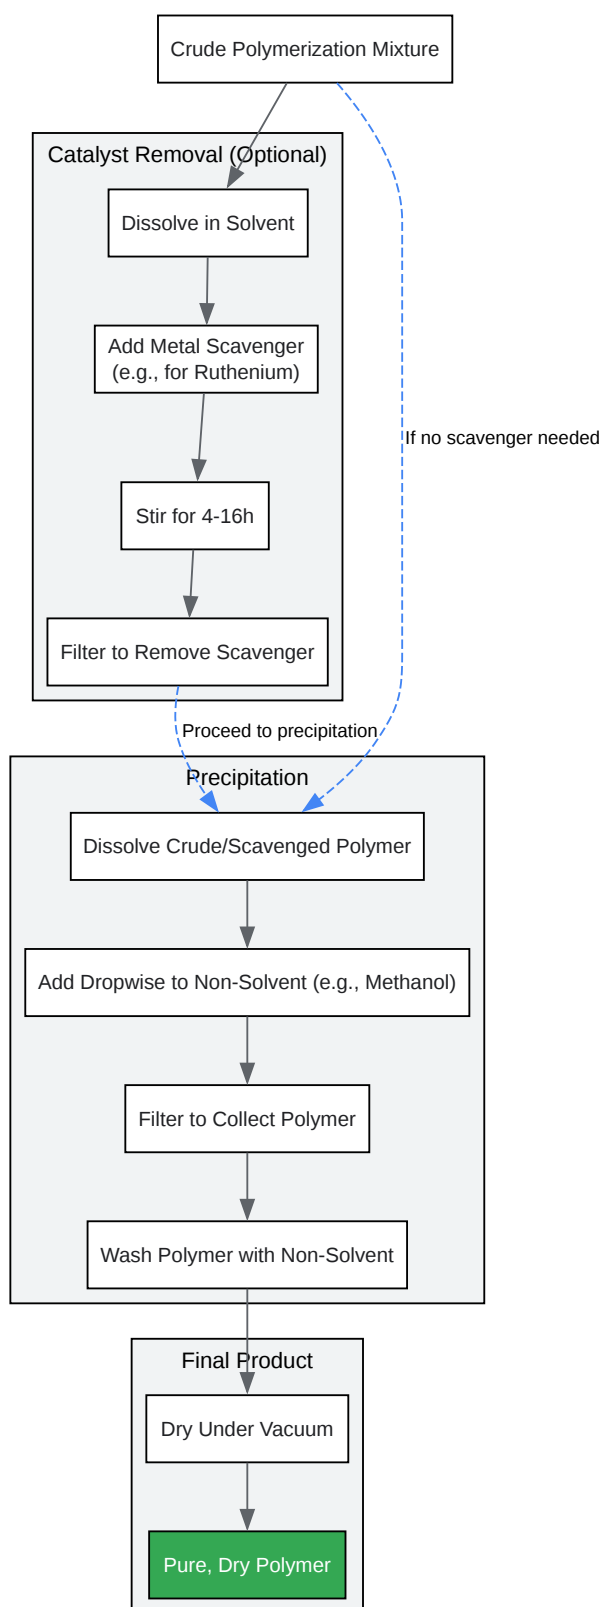 Crude Polymerization Mixture
Catalyst Removal (Optional)
Dissolve in Solvent
Add Metal Scavenger
(e.g., for Ruthenium)
If no scavenger needed
Stir for 4-16h
Filter to Remove Scavenger
Proceed to precipitation
Precipitation
Dissolve Crude/Scavenged Polymer
Add Dropwise to Non-Solvent (e.g., Methanol)
Filter to Collect Polymer
Wash Polymer with Non-Solvent
Final Product
Dry Under Vacuum
Pure, Dry Polymer